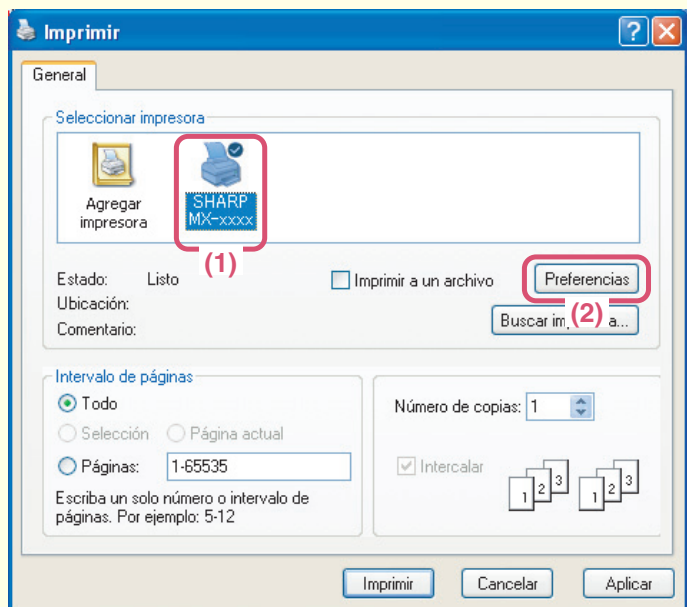 Imprimir
General
Seleccionar impresora
Agregar
impresora
SHARP
MX-xxxx
(1)
Estado: Listo
Imprimir a un archivo
Preferencias
Ubicación:
(2)
Comentario:
Buscar im a...
Intervalo de páginas
Todo
Selección Página actual
Páginas: 1-65535
Escriba un solo número o intervalo de
páginas. Por ejemplo: 5-12
Número de copias: 1
Intercalar
1 2 3 1 2 3
Imprimir Cancelar Aplicar